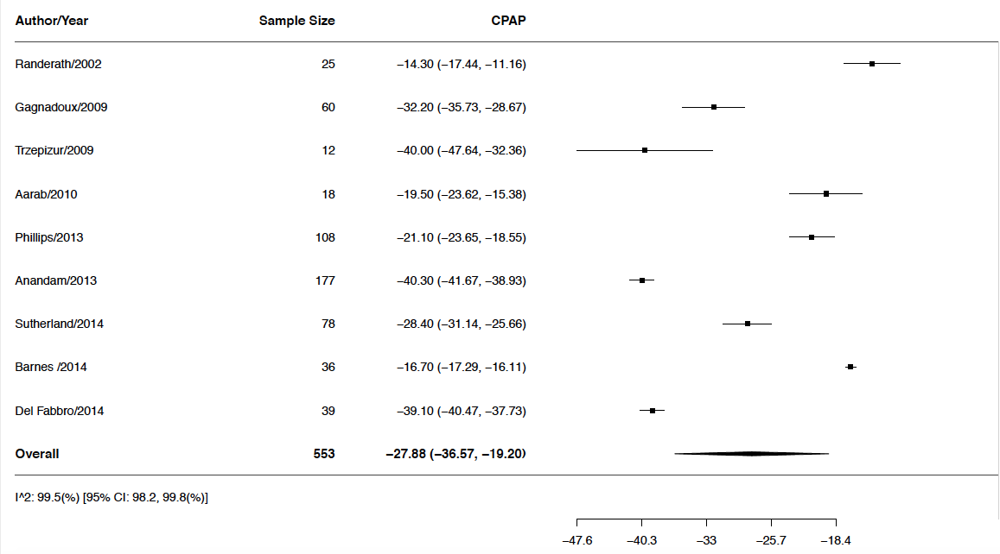 Author/Year Sample Size CPAP
Randerath/2002 25 −14.30 (−17.44, −11.16)
Gagnadoux/2009 60 −32.20 (−35.73, −28.67)
Trzepizur/2009 12 −40.00 (−47.64, −32.36)
Aarab/2010 18 −19.50 (−23.62, −15.38)
Phillips/2013 108 −21.10 (−23.65, −18.55)
Anandam/2013 177 −40.30 (−41.67, −38.93)
Sutherland/2014 78 −28.40 (−31.14, −25.66)
Barnes /2014 36 −16.70 (−17.29, −16.11)
Del Fabbro/2014 39 −39.10 (−40.47, −37.73)
Overall 553 −27.88 (−36.57, −19.20)
I^2: 99.5(%) [95% CI: 98.2, 99.8(%)]
−47.6 −40.3 −33 −25.7 −18.4